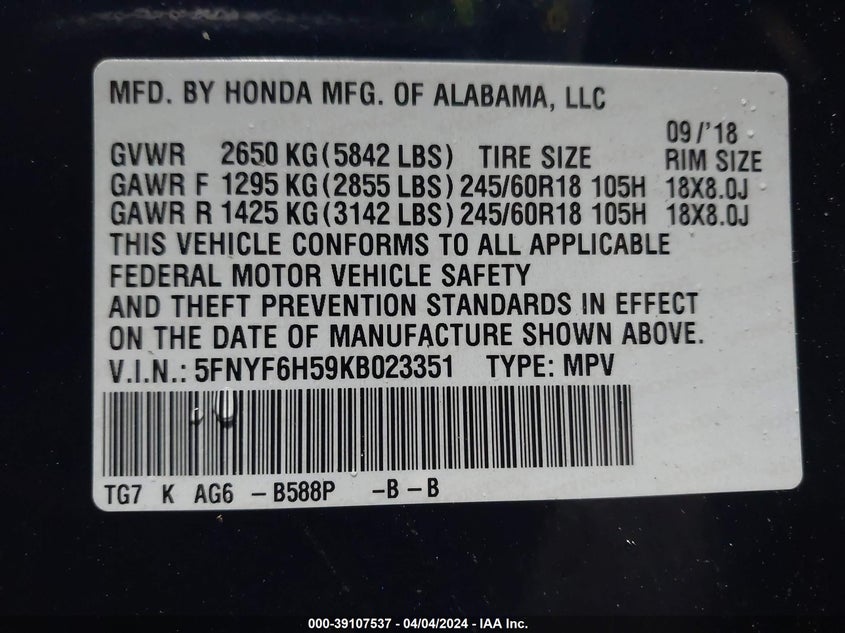 MFD. BY HONDA MFG. OF ALABAMA, LLC
09/'18
GVWR 2650 KG(5842 LBS) TIRE SIZE RIM SIZE
GAWR F 1295 KG(2855 LBS) 245/60R18 105H 18X8.0J
GAWR R 1425 KG(3142 LBS) 245/60R18 105H 18X8.0J
THIS VEHICLE CONFORMS TO ALL APPLICABLE
FEDERAL MOTOR VEHICLE SAFETY
AND THEFT PREVENTION STANDARDS IN EFFECT
ON THE DATE OF MANUFACTURE SHOWN ABOVE.
V.I.N.: 5FNYF6H59KB023351 TYPE: MPV
TG7 K AG6 -B588P -B-B
000-39107537 - 04/04/2024 - IAA Inc.